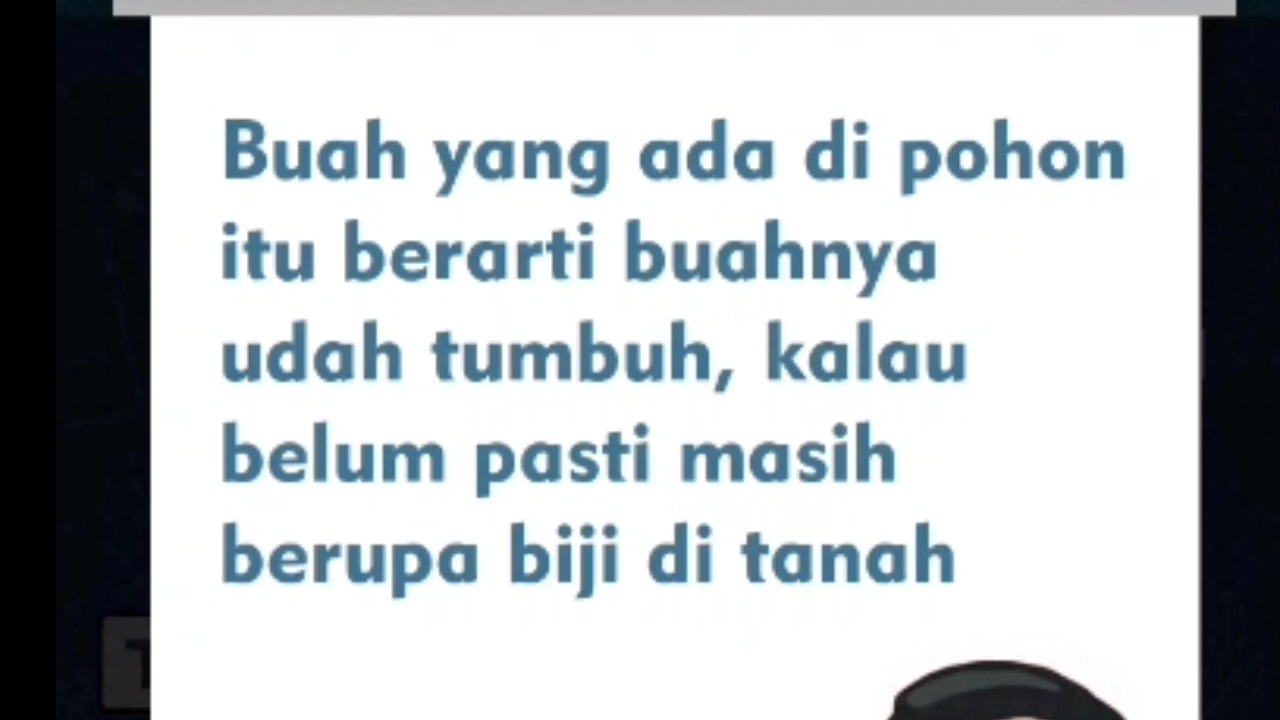 Buah yang ada di pohon
itu berarti buahnya
udah tumbuh, kalau
belum pasti masih
berupa biji di tanah